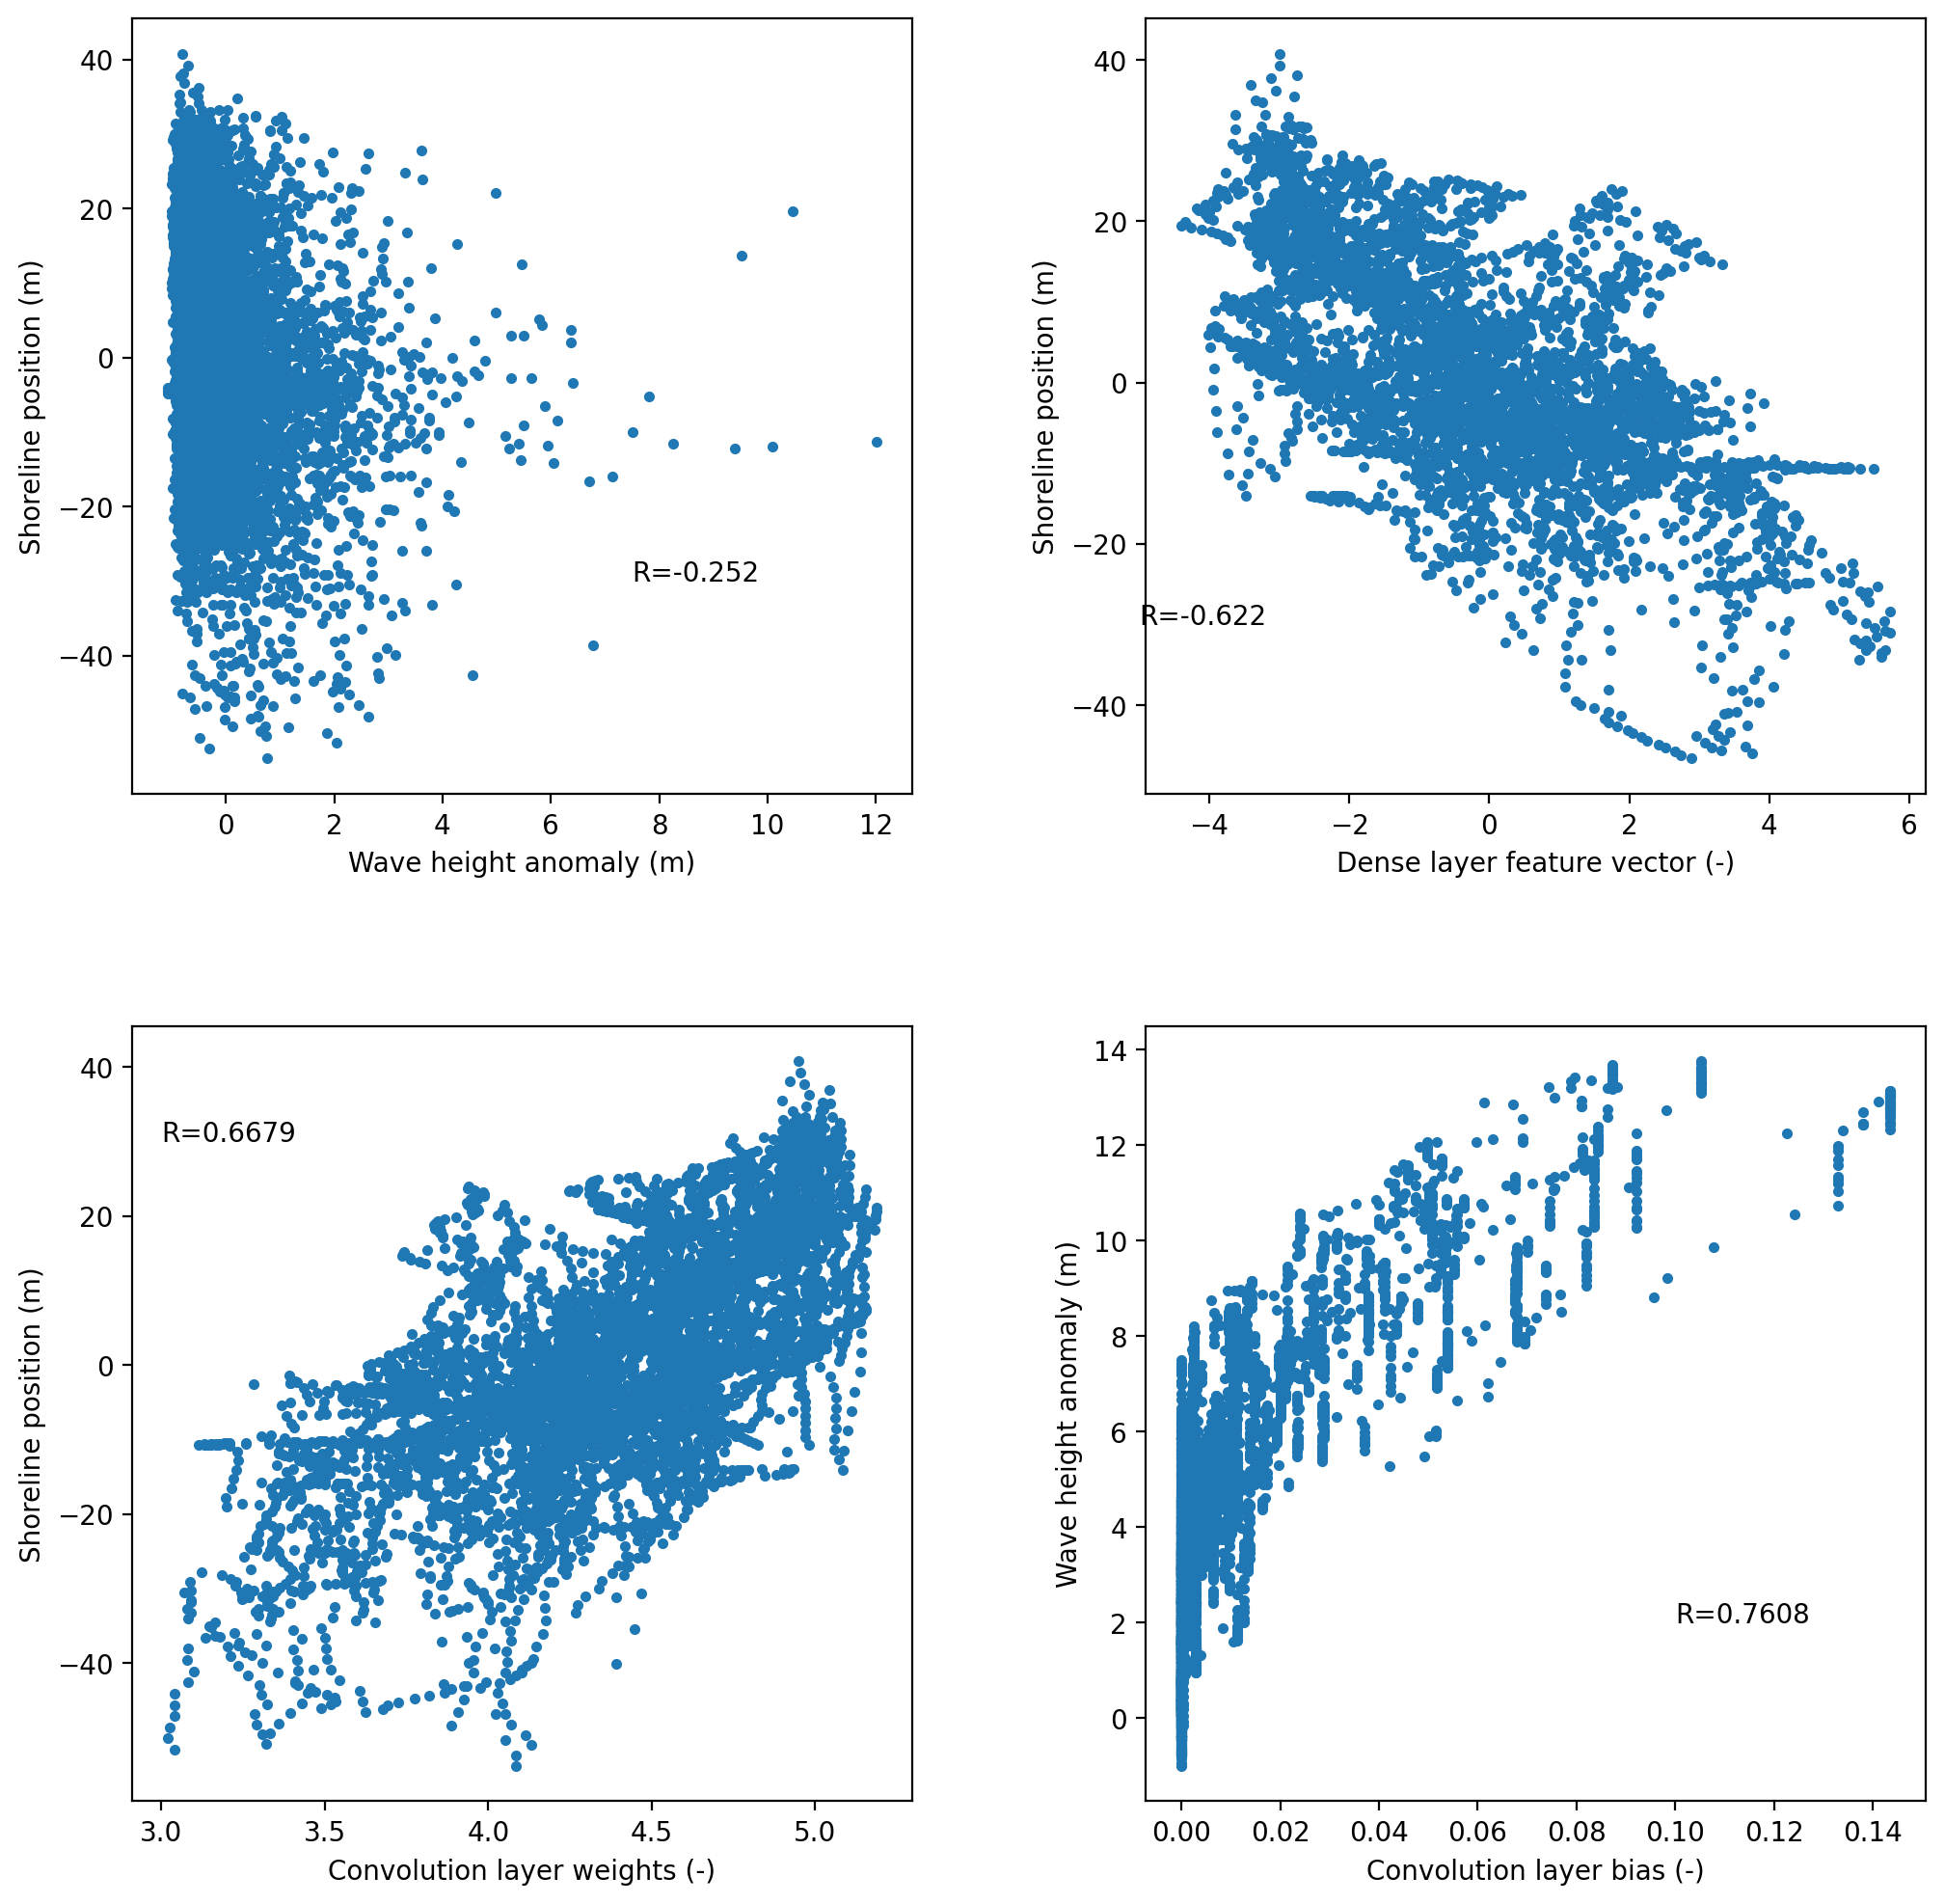 40
20
0
−20
−40
Shoreline position (m)
R=-0.252
0 2 4 6 8 10 12
Wave height anomaly (m)
40
20
0
−20
−40
Shoreline position (m)
R=-0.622
−4 −2 0 2 4 6
Dense layer feature vector (-)
40
20
0
−20
−40
Shoreline position (m)
R=0.6679
3.0 3.5 4.0 4.5 5.0
Convolution layer weights (-)
14
12
10
8
6
4
2
0
Wave height anomaly (m)
R=0.7608
0.00 0.02 0.04 0.06 0.08 0.10 0.12 0.14
Convolution layer bias (-)